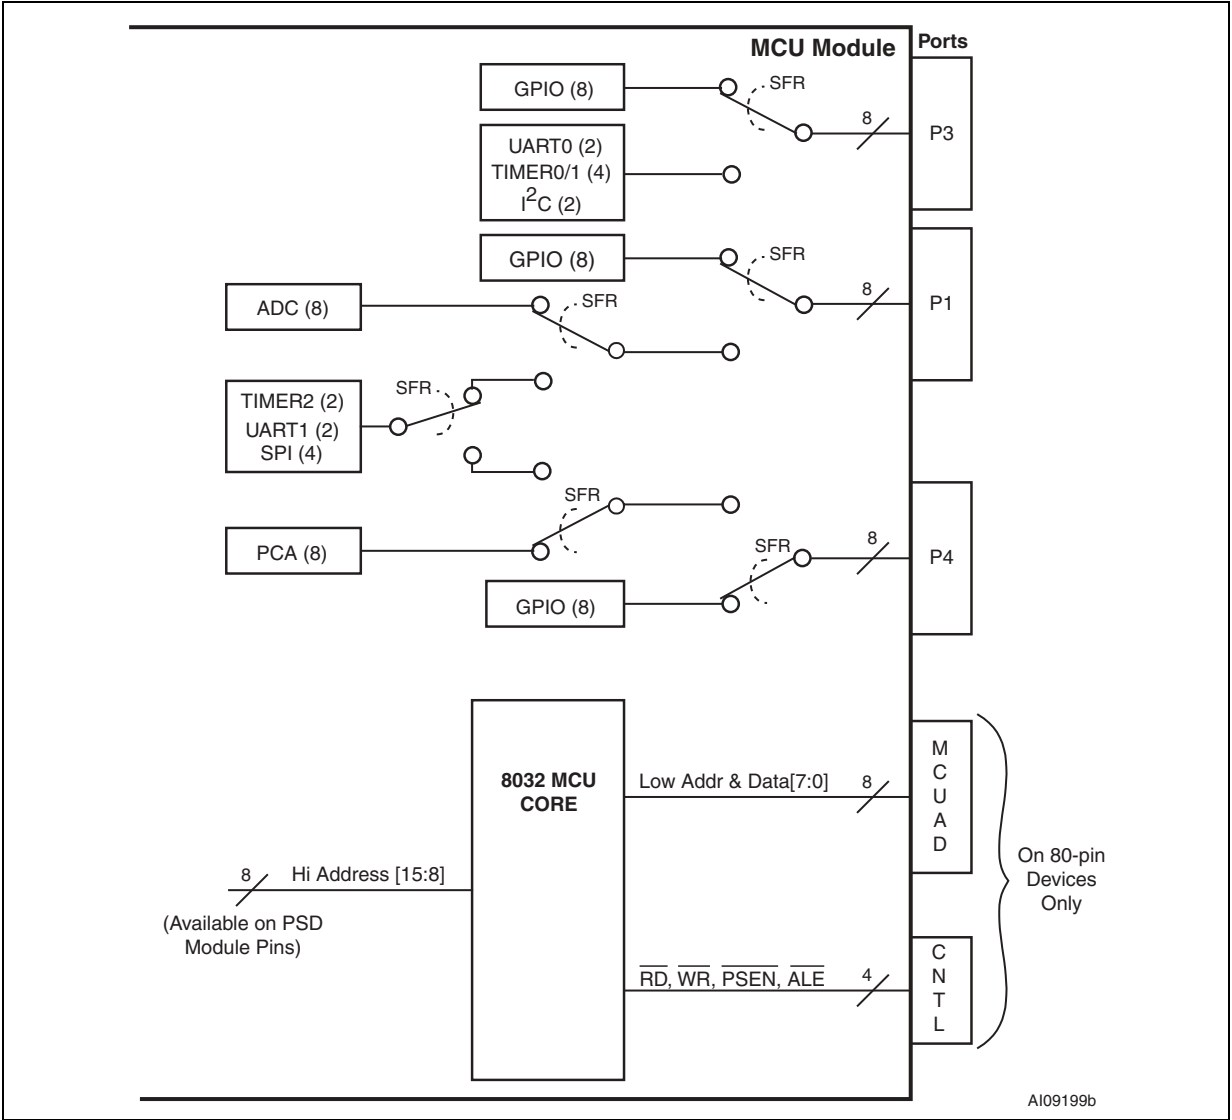 MCU Module
Ports
GPIO (8)
SFR
8
P3
UART0 (2)
TIMER0/1 (4)
I2C (2)
GPIO (8)
SFR
8
P1
ADC (8)
SFR
TIMER2 (2)
UART1 (2)
SPI (4)
SFR
SFR
PCA (8)
SFR
8
P4
GPIO (8)
8032 MCU
CORE
Low Addr & Data[7:0]
8
M
C
U
A
D
8
Hi Address [15:8]
(Available on PSD
Module Pins)
On 80-pin
Devices
Only
RD, WR, PSEN, ALE
4
C
N
T
L
AI09199b